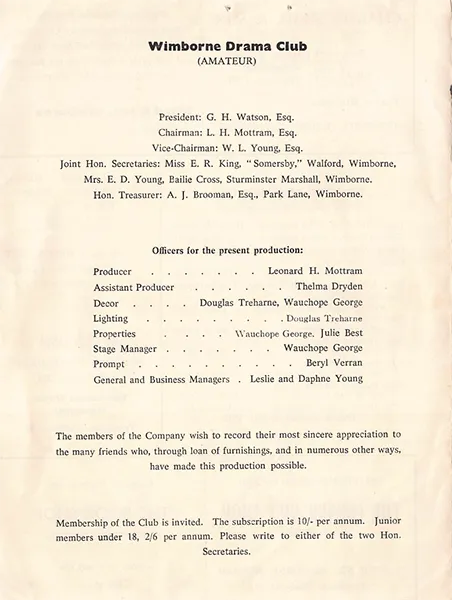 Wimborne Drama Club
(AMATEUR)
President: G. H. Watson, Esq.
Chairman: L. H. Mottram, Esq.
Vice-Chairman: W. L. Young, Esq.
Joint Hon. Secretaries: Miss E. R. King, "Somersby," Walford, Wimborne,
Mrs. E. D. Young, Bailie Cross, Sturminster Marshall, Wimborne.
Hon. Treasurer: A. J. Brooman, Esq., Park Lane, Wimborne.
Officers for the present production:
Producer . . . . . . . Leonard H. Mottram
Assistant Producer . . . . . . Thelma Dryden
Decor . . . . Douglas Treharne, Wauchope George
Lighting . . . . . . . . . Douglas Treharne
Properties . . . . Wauchope George, Julie Best
Stage Manager . . . . . . . Wauchope George
Prompt . . . . . . . . . . Beryl Verran
General and Business Managers . Leslie and Daphne Young
The members of the Company wish to record their most sincere appreciation to
the many friends who, through loan of furnishings, and in numerous other ways,
have made this production possible.
Membership of the Club is invited. The subscription is 10/- per annum. Junior
members under 18, 2/6 per annum. Please write to either of the two Hon.
Secretaries.